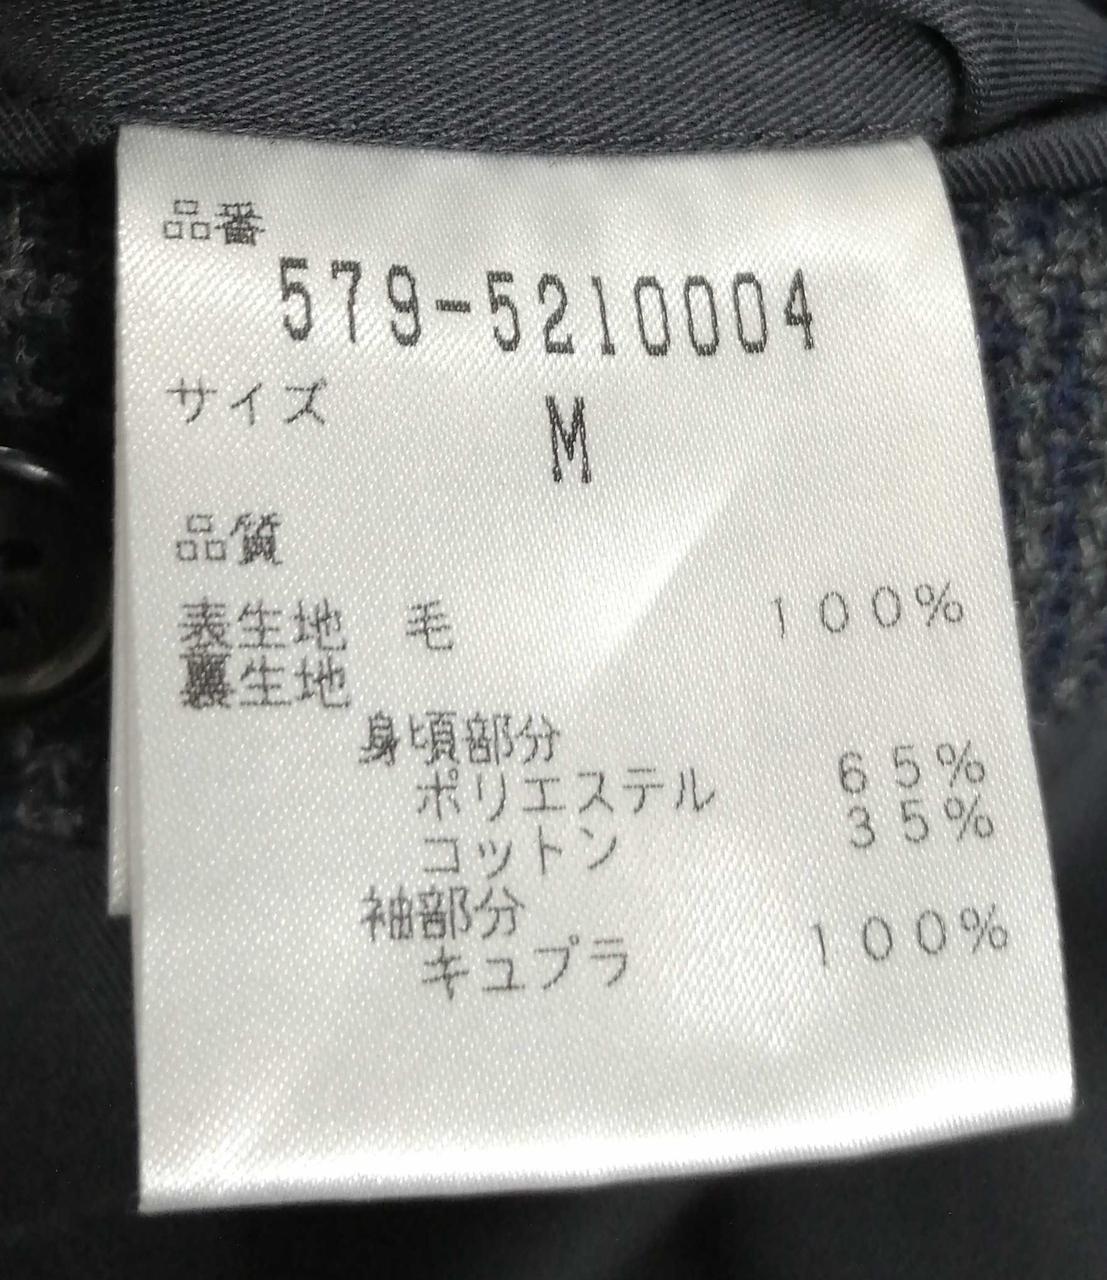 品番
579-5210004
サイズ M
品質
表生地 毛 100%
裏生地
身頃部分
ポリエステル 65%
コットン 35%
袖部分
キュプラ 100%